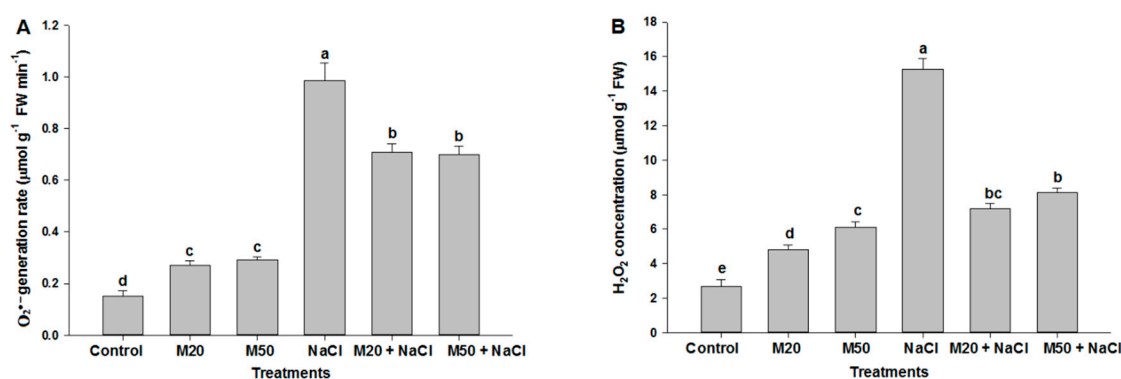 A
O₂•−generation rate (μmol g⁻¹ FW min⁻¹)
1.2
1.0
0.8
0.6
0.4
0.2
0.0
d
c
c
a
b
b
Control M20 M50 NaCl M20 + NaCl M50 + NaCl
Treatments
B
H₂O₂ concentration (μmol g⁻¹ FW)
18
16
14
12
10
8
6
4
2
0
e
d
c
a
bc
b
Control M20 M50 NaCl M20 + NaCl M50 + NaCl
Treatments